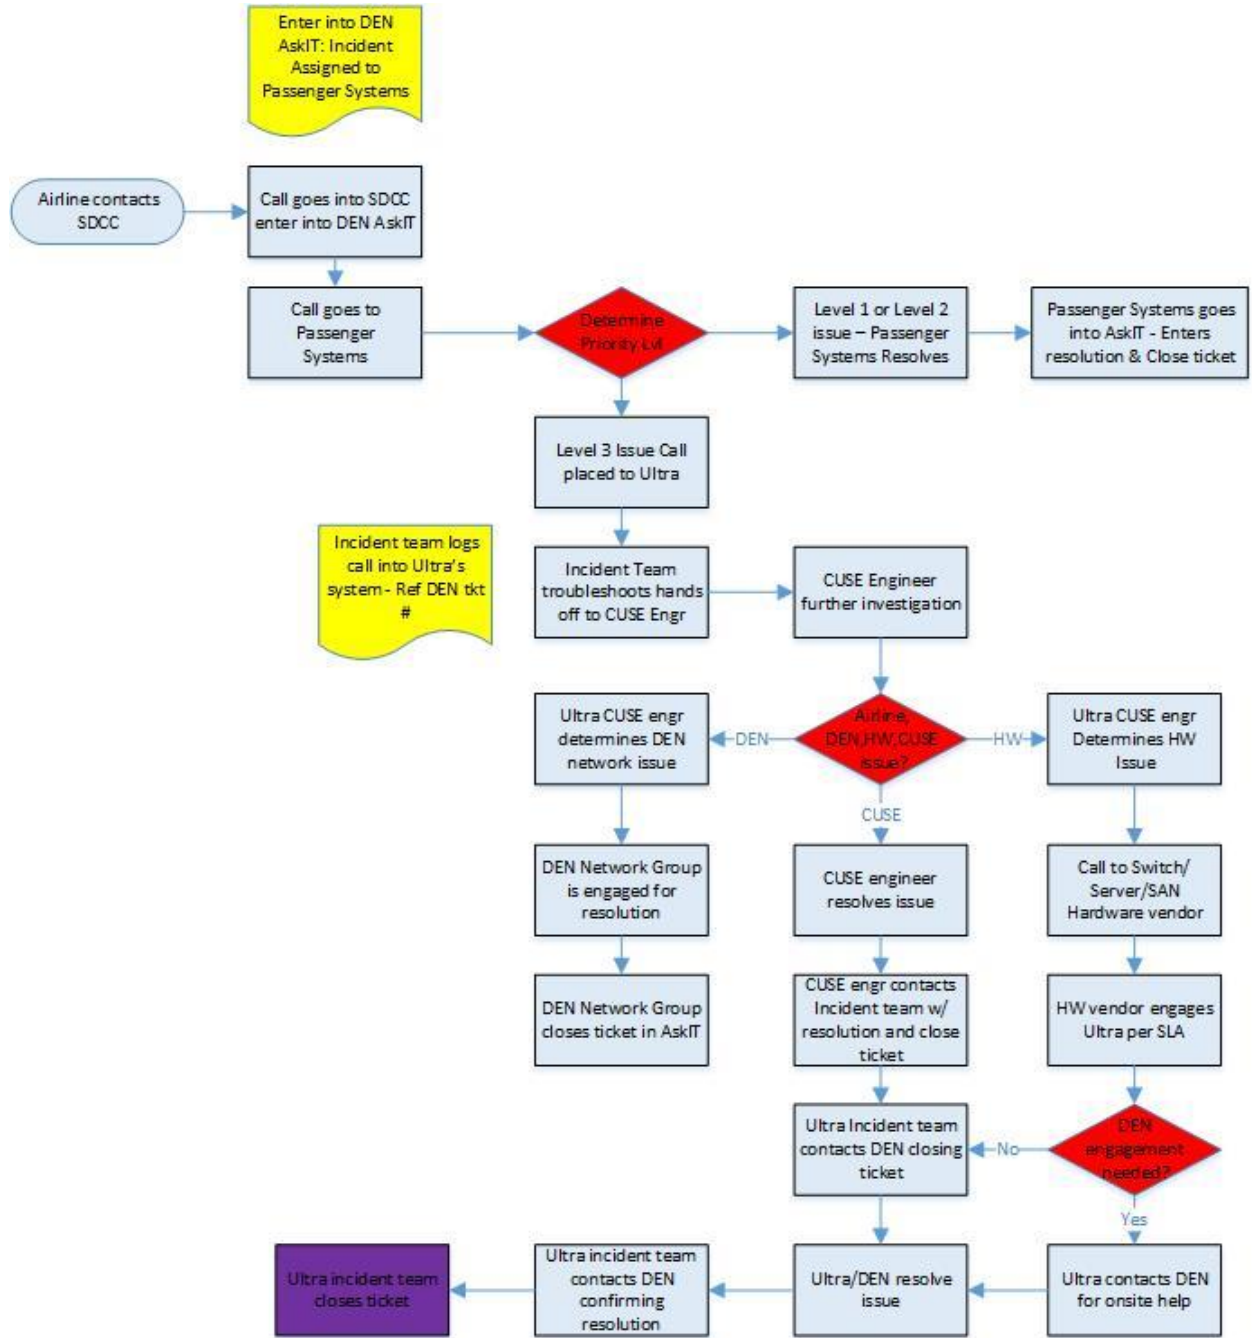 Enter into DEN
AskIT: Incident
Assigned to
Passenger Systems
Airline contacts
SDCC
Call goes into SDCC
enter into DEN AskIT
Call goes to
Passenger
Systems
Determine
Priority Lvl
Level 1 or Level 2
issue – Passenger
Systems Resolves
Passenger Systems goes
into AskIT - Enters
resolution & Close ticket
Level 3 Issue Call
placed to Ultra
Incident team logs
call into Ultra's
system - Ref DEN tkt
#
Incident Team
troubleshoots hands
off to CUSE Engr
CUSE Engineer
further investigation
Ultra CUSE engr
determines DEN
network issue
DEN
Airline,
DEN,HW,CUSE
issue?
HW
Ultra CUSE engr
Determines HW
Issue
CUSE
DEN Network Group
is engaged for
resolution
CUSE engineer
resolves issue
Call to Switch/
Server/SAN
Hardware vendor
DEN Network Group
closes ticket in AskIT
CUSE engr contacts
Incident team w/
resolution and close
ticket
HW vendor engages
Ultra per SLA
Ultra Incident team
contacts DEN closing
ticket
No
DEN
engagement
needed?
Yes
Ultra incident team
closes ticket
Ultra incident team
contacts DEN
confirming
resolution
Ultra/DEN resolve
issue
Ultra contacts DEN
for onsite help